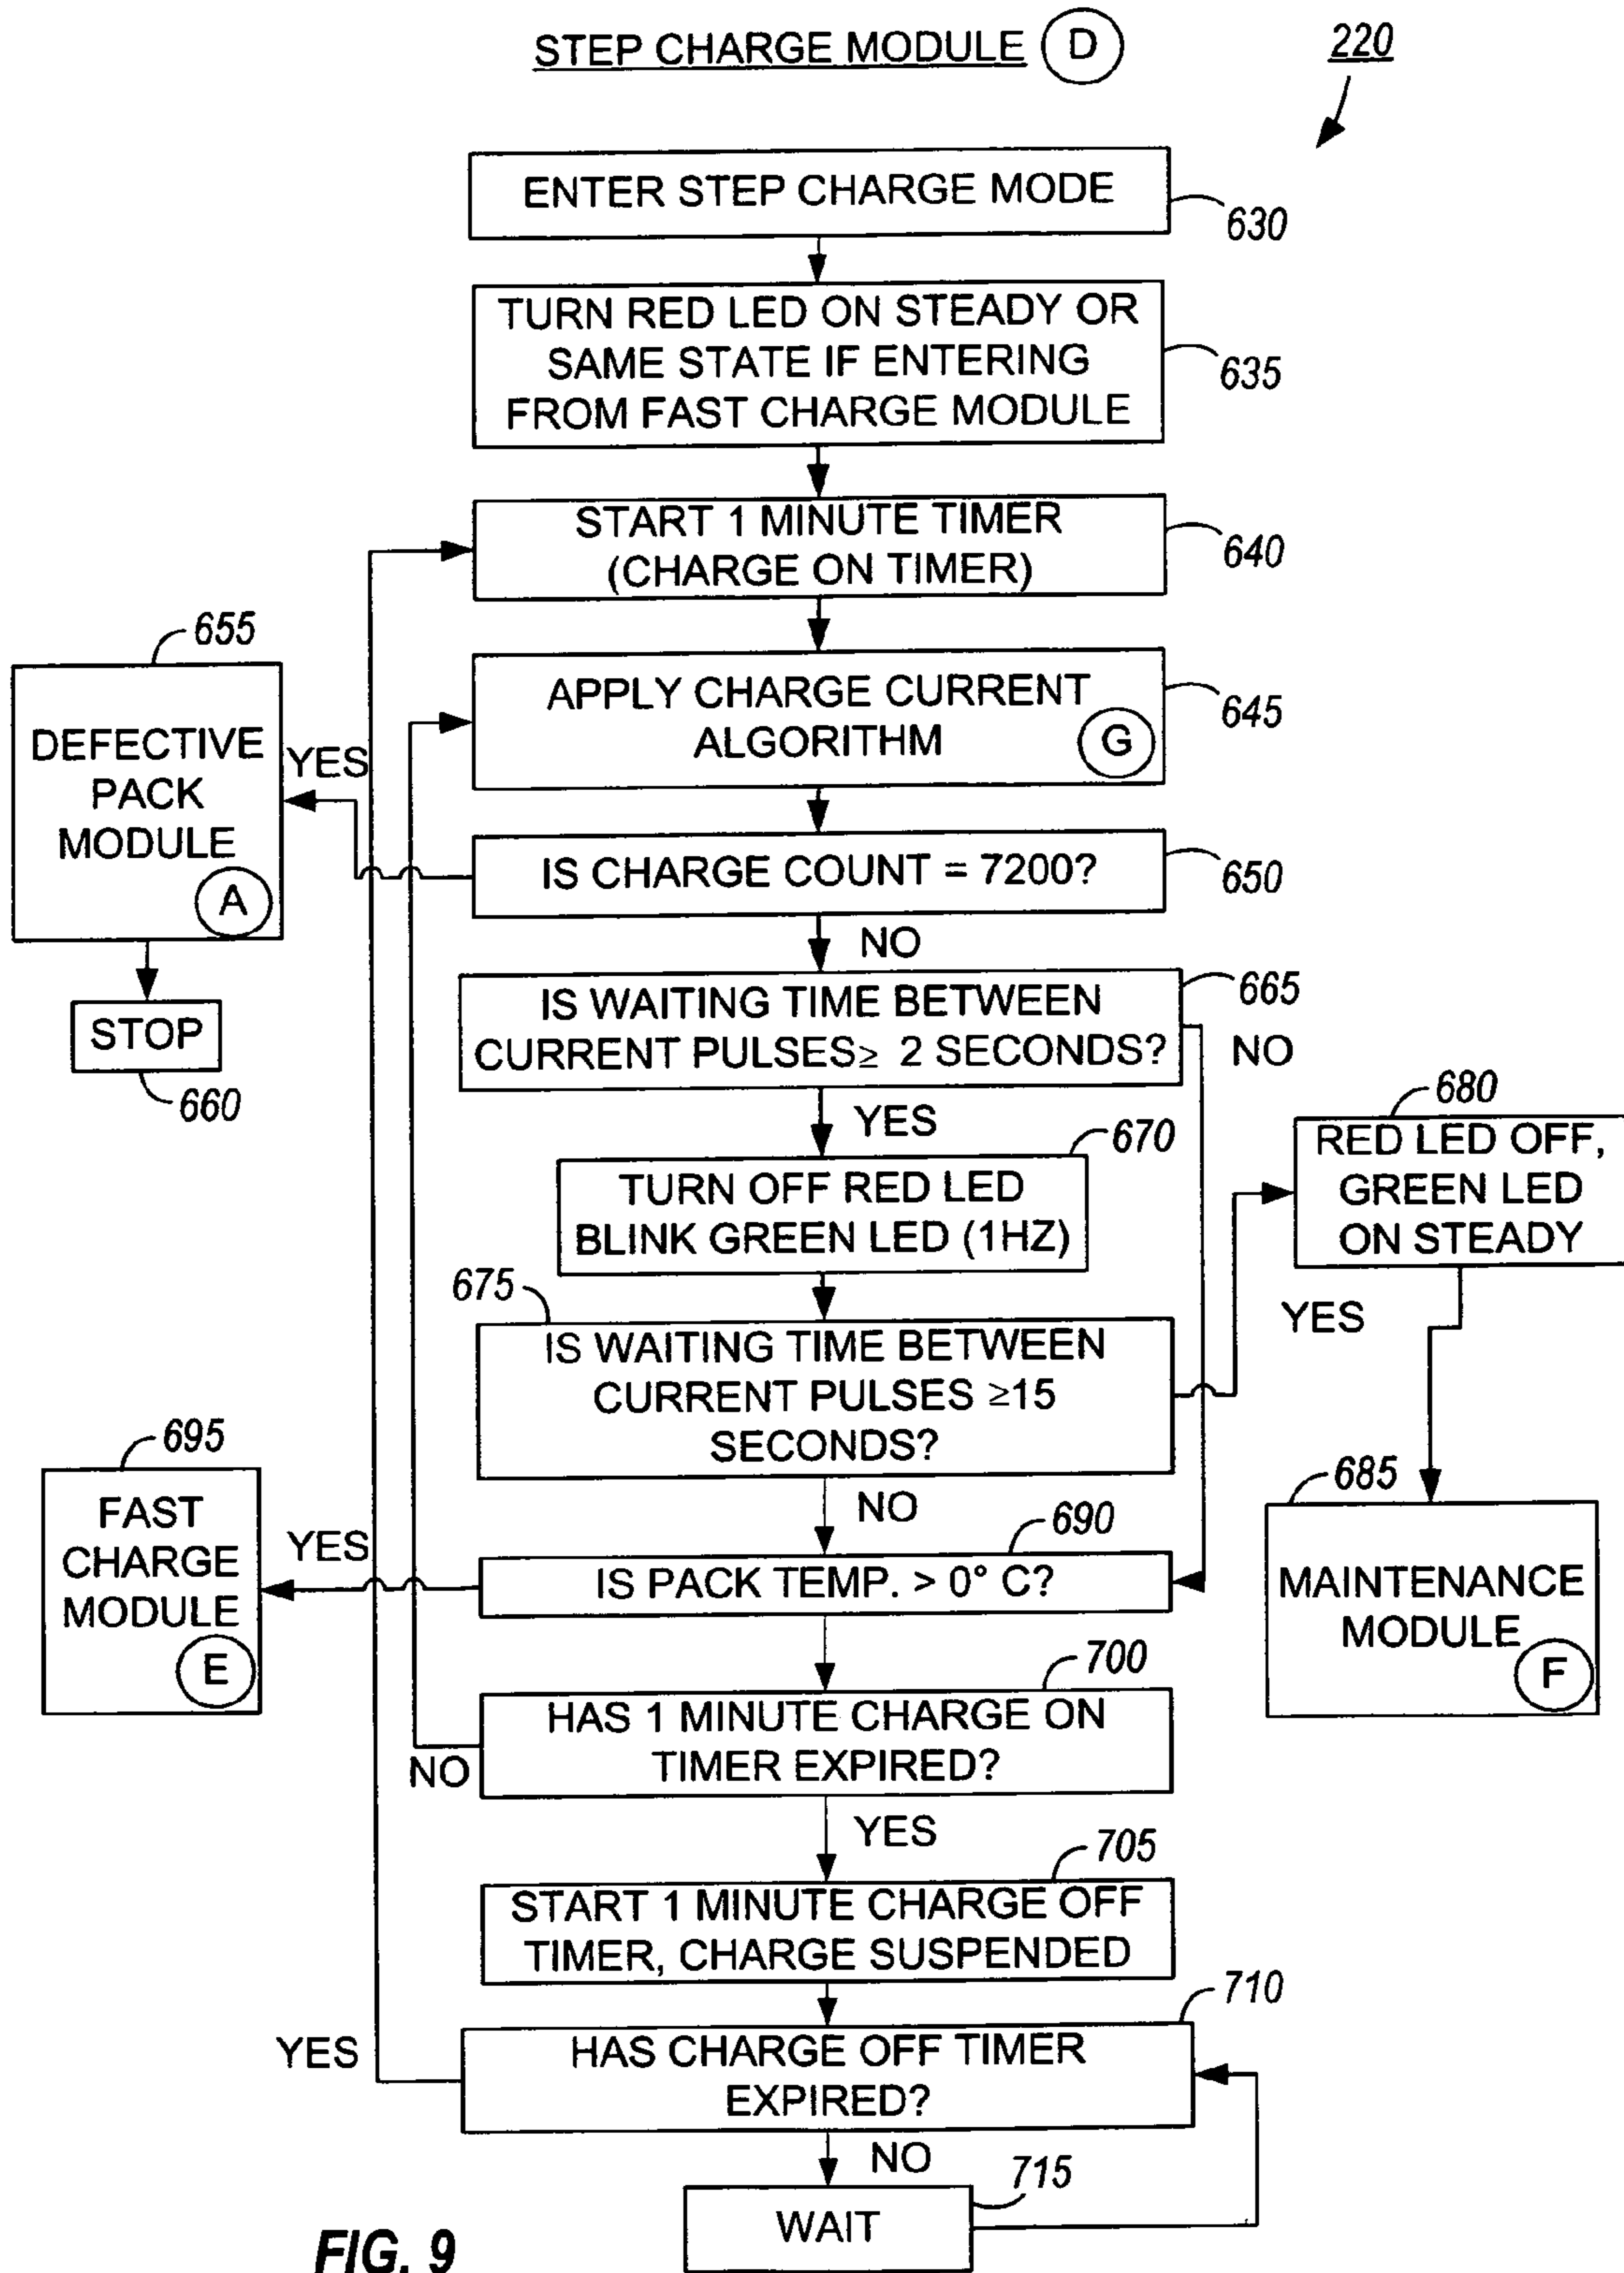 STEP CHARGE MODULE D
220
ENTER STEP CHARGE MODE
630
TURN RED LED ON STEADY OR
SAME STATE IF ENTERING
FROM FAST CHARGE MODULE
635
START 1 MINUTE TIMER
(CHARGE ON TIMER)
640
655
DEFECTIVE
PACK
MODULE
A
YES
APPLY CHARGE CURRENT
ALGORITHM
G
645
IS CHARGE COUNT = 7200?
650
NO
STOP
660
IS WAITING TIME BETWEEN
CURRENT PULSES≥ 2 SECONDS?
665
NO
YES
670
TURN OFF RED LED
BLINK GREEN LED (1HZ)
680
RED LED OFF,
GREEN LED
ON STEADY
YES
675
IS WAITING TIME BETWEEN
CURRENT PULSES ≥15
SECONDS?
NO
685
MAINTENANCE
MODULE
F
695
FAST
CHARGE
MODULE
E
YES
690
IS PACK TEMP. > 0° C?
700
HAS 1 MINUTE CHARGE ON
TIMER EXPIRED?
NO
YES
705
START 1 MINUTE CHARGE OFF
TIMER, CHARGE SUSPENDED
710
HAS CHARGE OFF TIMER
EXPIRED?
YES
NO
715
WAIT
FIG. 9